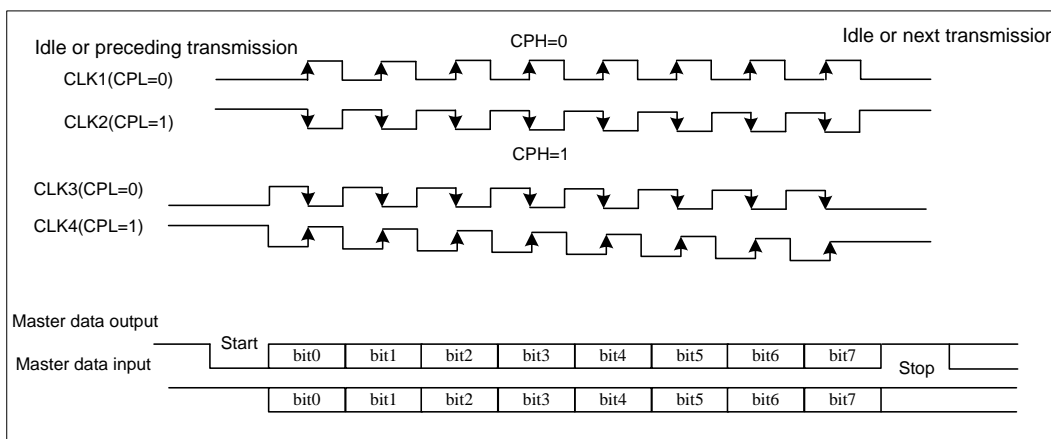 Idle or preceding transmission
CPH=0
Idle or next transmission
CLK1(CPL=0)
CLK2(CPL=1)
CPH=1
CLK3(CPL=0)
CLK4(CPL=1)
Master data output
Start
bit0 bit1 bit2 bit3 bit4 bit5 bit6 bit7
Stop
Master data input
bit0 bit1 bit2 bit3 bit4 bit5 bit6 bit7